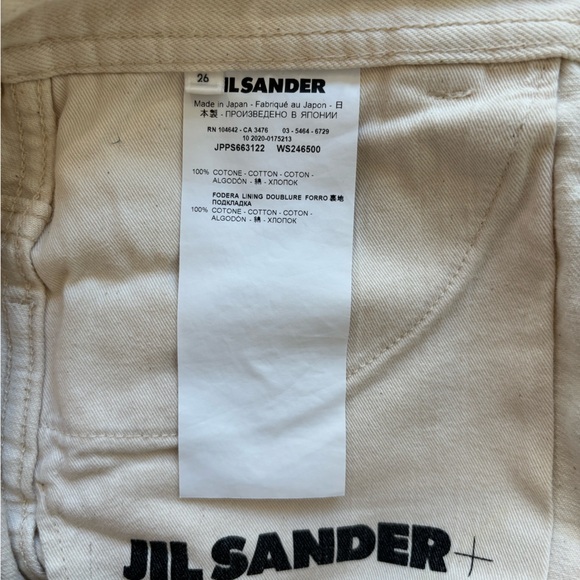 26
JIL SANDER
Made in Japan - Fabriqué au Japon - 日
本製 - ПРОИЗВЕДЕНО В ЯПОНИИ
RN 104642 - CA 3476 03 - 5464 - 6729
10 2020-0175213
JPPS663122 WS246500
100% COTONE - COTTON - COTON -
ALGODÓN - 綿 - ХЛОПОК
FODERA LINING DOUBLURE FORRO 裏地
ПОДКЛАДКА
100% COTONE - COTTON - COTON -
ALGODÓN - 綿 - ХЛОПОК
JIL SANDER+